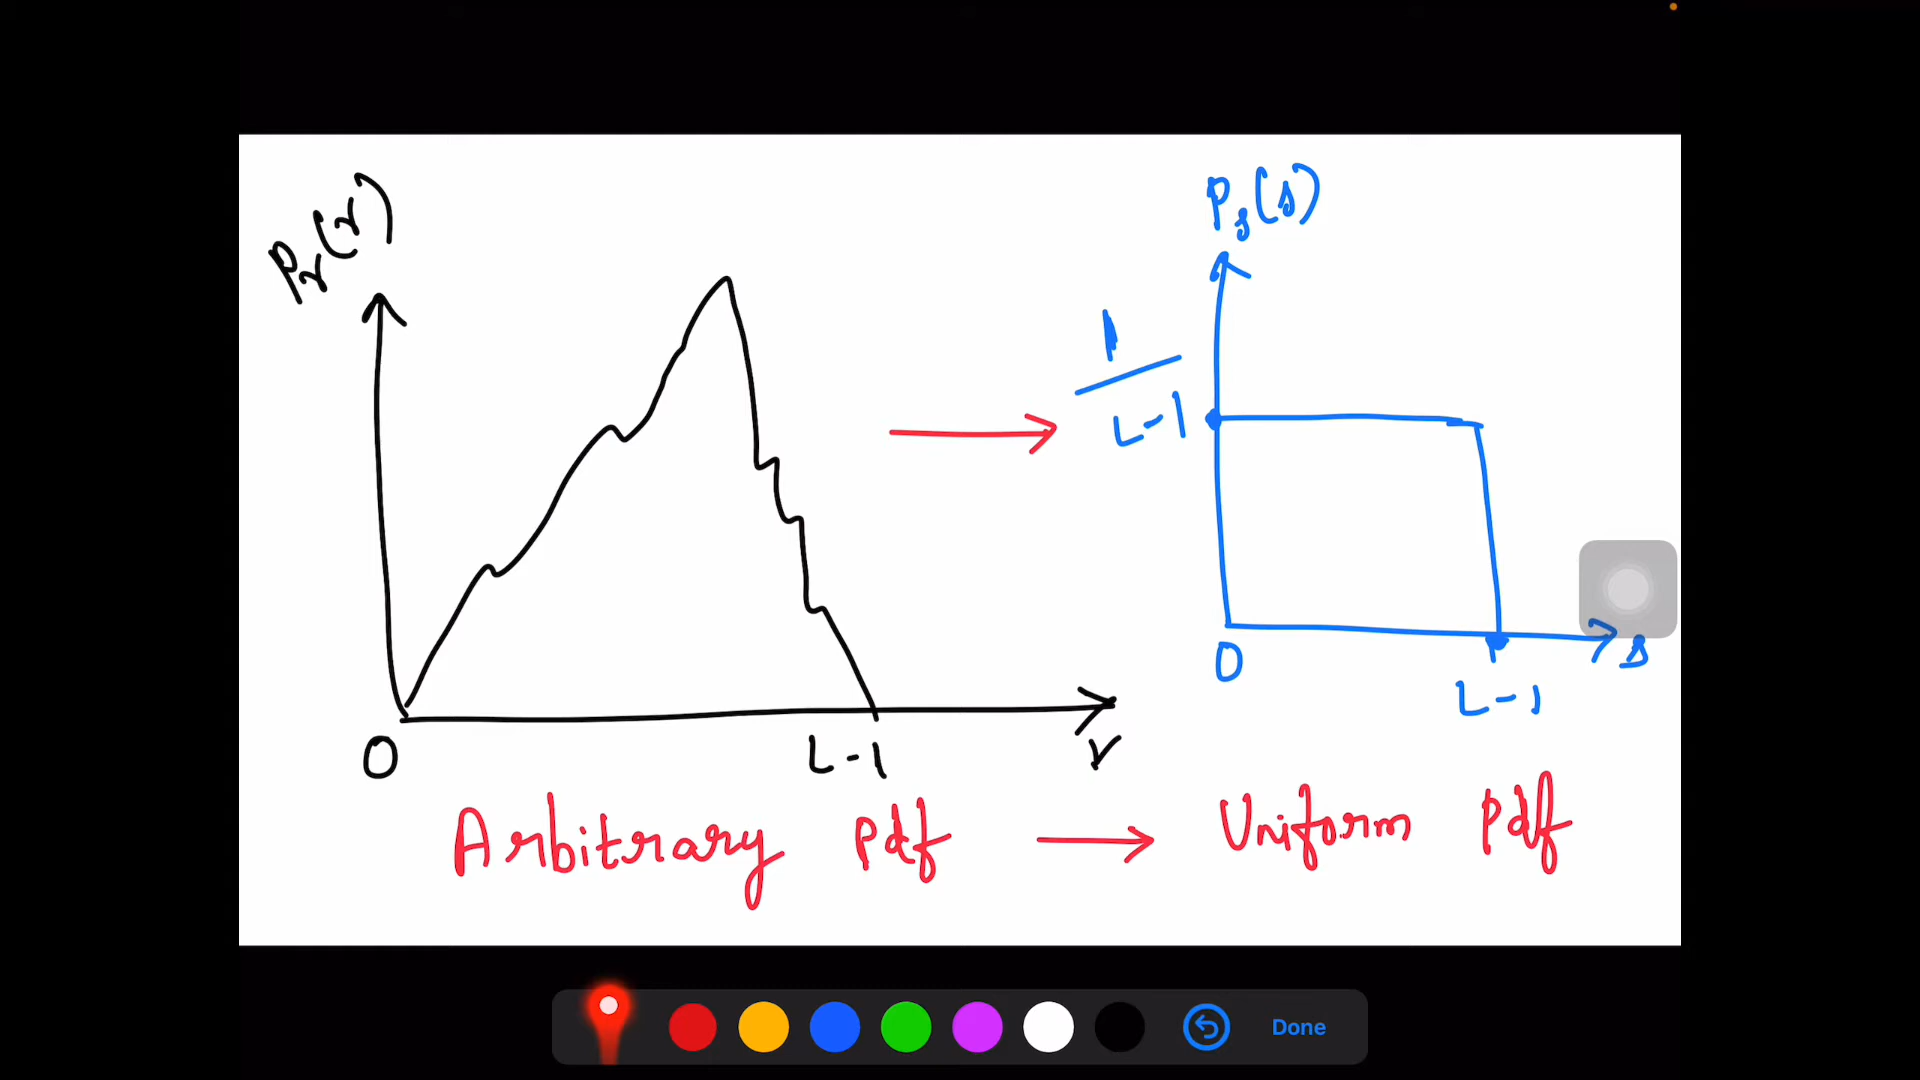 Pr(r)
0
L-1
r
Ps(s)
1
L-1
0
L-1
s
Arbitrary pdf → Uniform pdf
Done